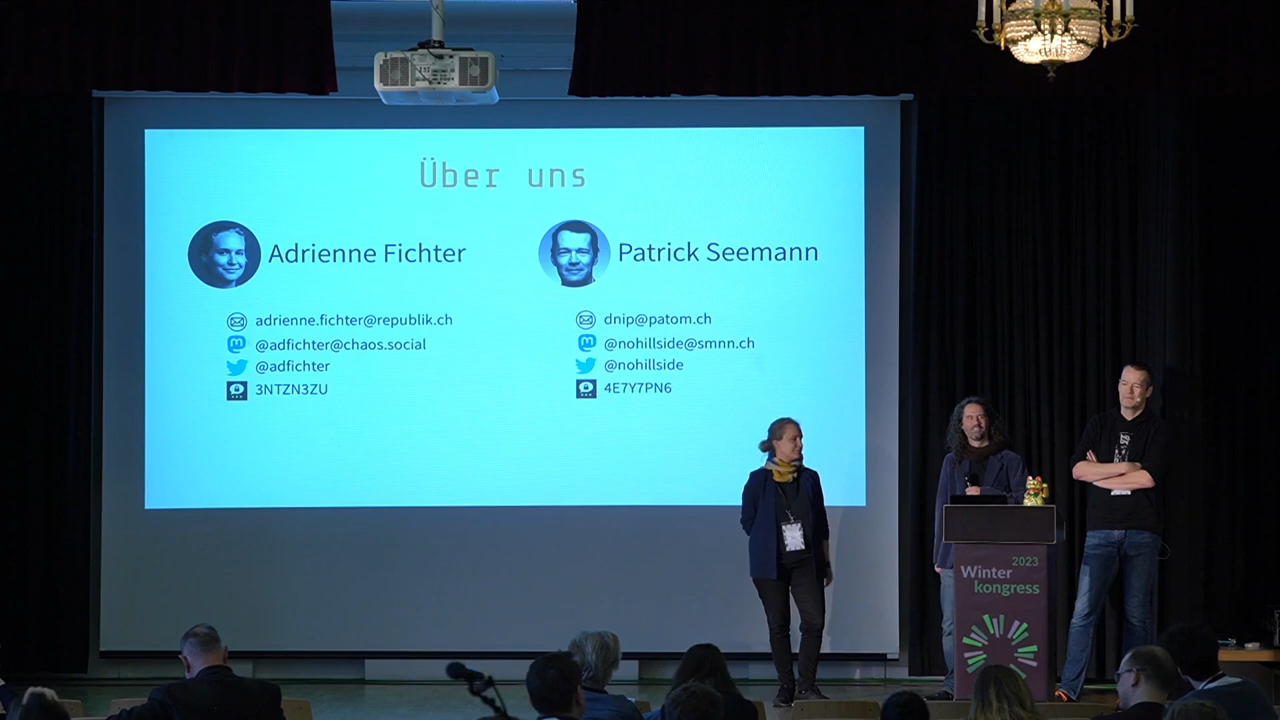 Über uns
Adrienne Fichter
adrienne.fichter@republik.ch
@adfichter@chaos.social
@adfichter
3NTZN3ZU
Patrick Seemann
dnip@patom.ch
@nohillside@smnn.ch
@nohillside
4E7Y7PN6
2023
Winter
kongress